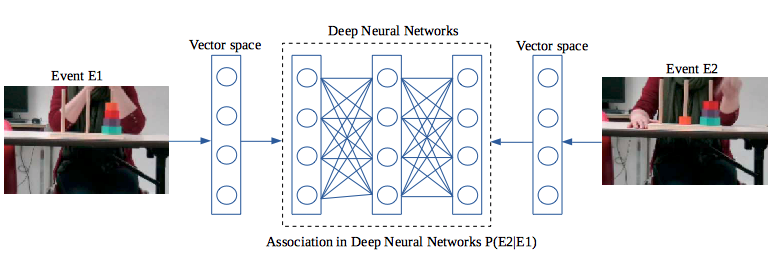 Deep Neural Networks
Vector space
Vector space
Event E1
Event E2
Association in Deep Neural Networks P(E2|E1)